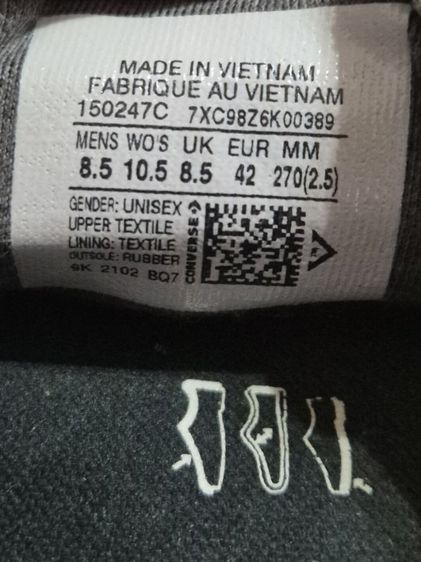 MADE IN VIETNAM
FABRIQUE AU VIETNAM
150247C 7XC98Z6K00389
MENS WO'S UK EUR MM
8.5 10.5 8.5 42 270(2.5)
GENDER: UNISEX
UPPER TEXTILE
LINING: TEXTILE
OUTSOLE: RUBBER
6K 2102 BQ7
CONVERSE